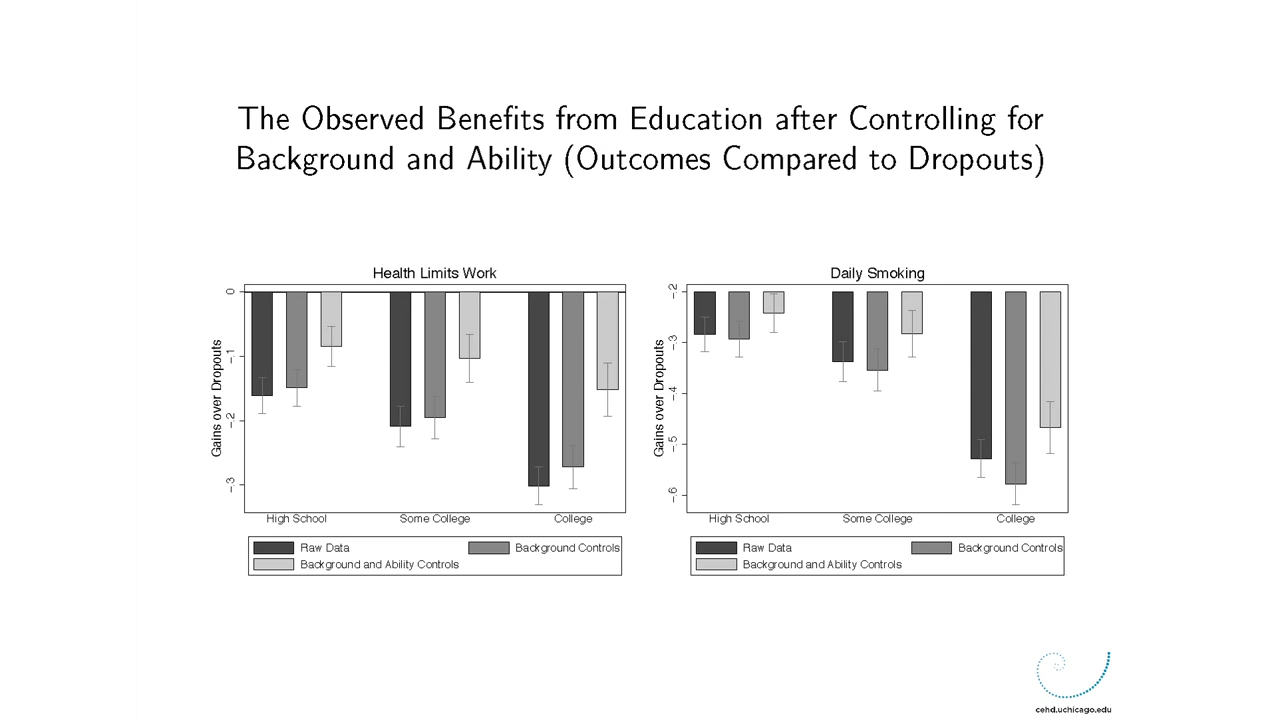 The Observed Benefits from Education after Controlling for
Background and Ability (Outcomes Compared to Dropouts)
Health Limits Work
Gains over Dropouts
0
-.1
-.2
-.3
High School
Some College
College
Raw Data
Background Controls
Background and Ability Controls
Daily Smoking
Gains over Dropouts
-.2
-.3
-.4
-.5
-.6
High School
Some College
College
Raw Data
Background Controls
Background and Ability Controls
cehd.uchicago.edu